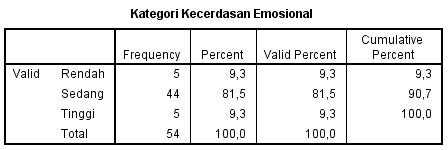 Kategori Kecerdasan Emosional
Frequency Percent Valid Percent Cumulative Percent
Valid Rendah 5 9,3 9,3 9,3
Sedang 44 81,5 81,5 90,7
Tinggi 5 9,3 9,3 100,0
Total 54 100,0 100,0